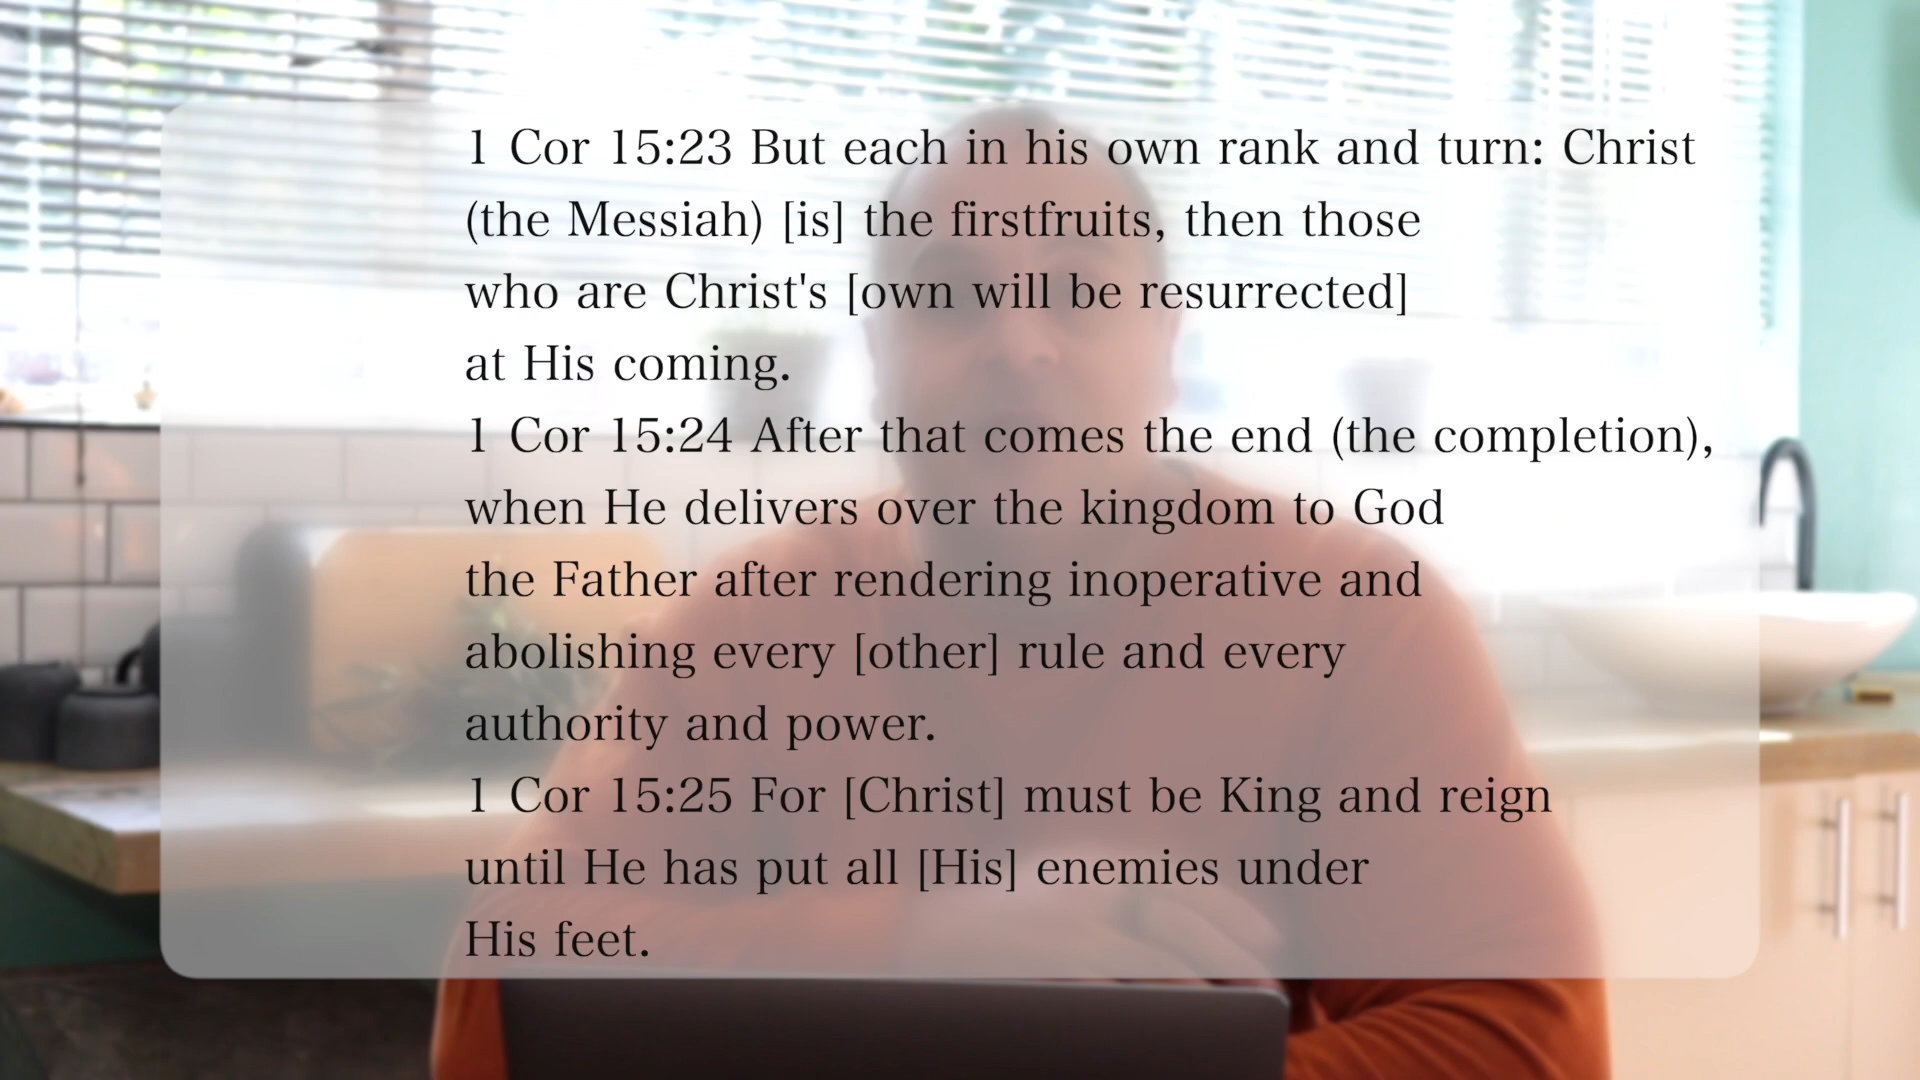 1 Cor 15:23 But each in his own rank and turn: Christ
(the Messiah) [is] the firstfruits, then those
who are Christ's [own will be resurrected]
at His coming.
1 Cor 15:24 After that comes the end (the completion),
when He delivers over the kingdom to God
the Father after rendering inoperative and
abolishing every [other] rule and every
authority and power.
1 Cor 15:25 For [Christ] must be King and reign
until He has put all [His] enemies under
His feet.